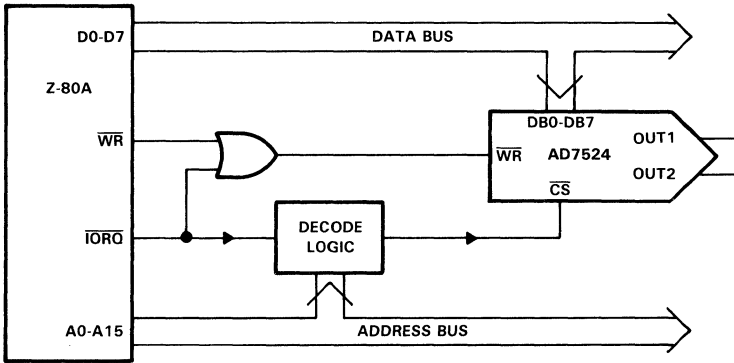 D0-D7
DATA BUS
Z-80A
DB0-DB7
WR
OUT1
WR
AD7524
OUT2
CS
DECODE
LOGIC
IORQ
A0-A15
ADDRESS BUS